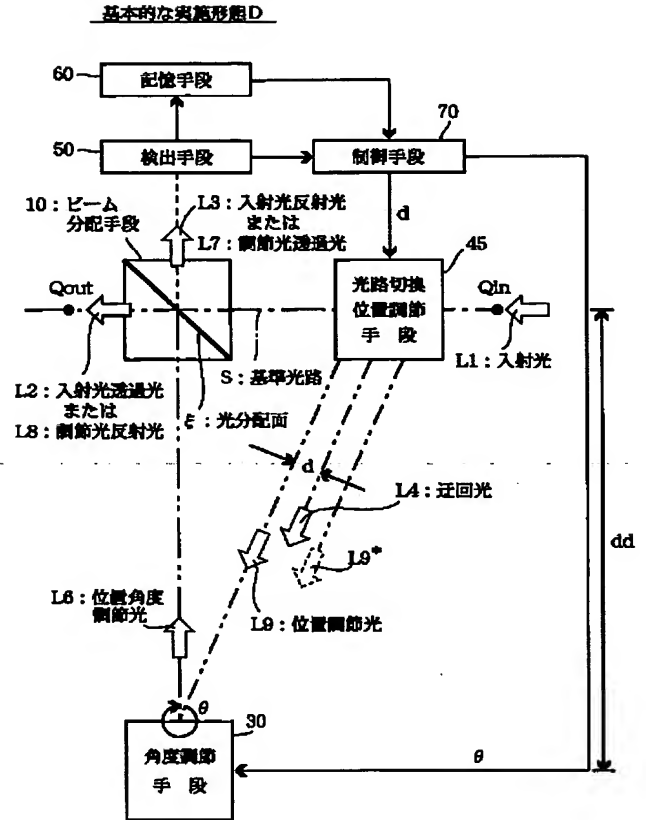 基本的な実施形態D
60
記憶手段
70
50
検出手段
制御手段
10：ビーム
分配手段
L3：入射光反射光
または
L7：調節光透過光
d
45
Qout
光路切換
位置調節
手段
Qin
L1：入射光
S：基準光路
L2：入射光透過光
または
L8：調節光反射光
ξ：光分配面
d
L4：迂回光
dd
L9*
L6：位置角度
調節光
L9：位置調節光
θ
30
角度調節
手段
θ